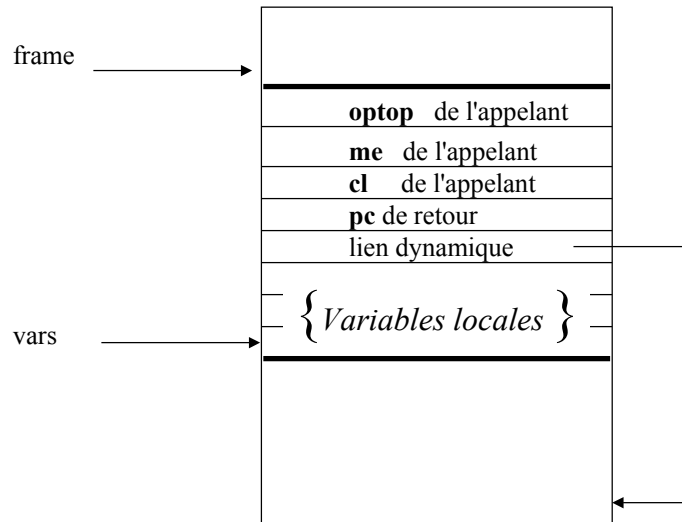 frame
optop de l'appelant
me de l'appelant
cl de l'appelant
pc de retour
lien dynamique
{Variables locales}
vars